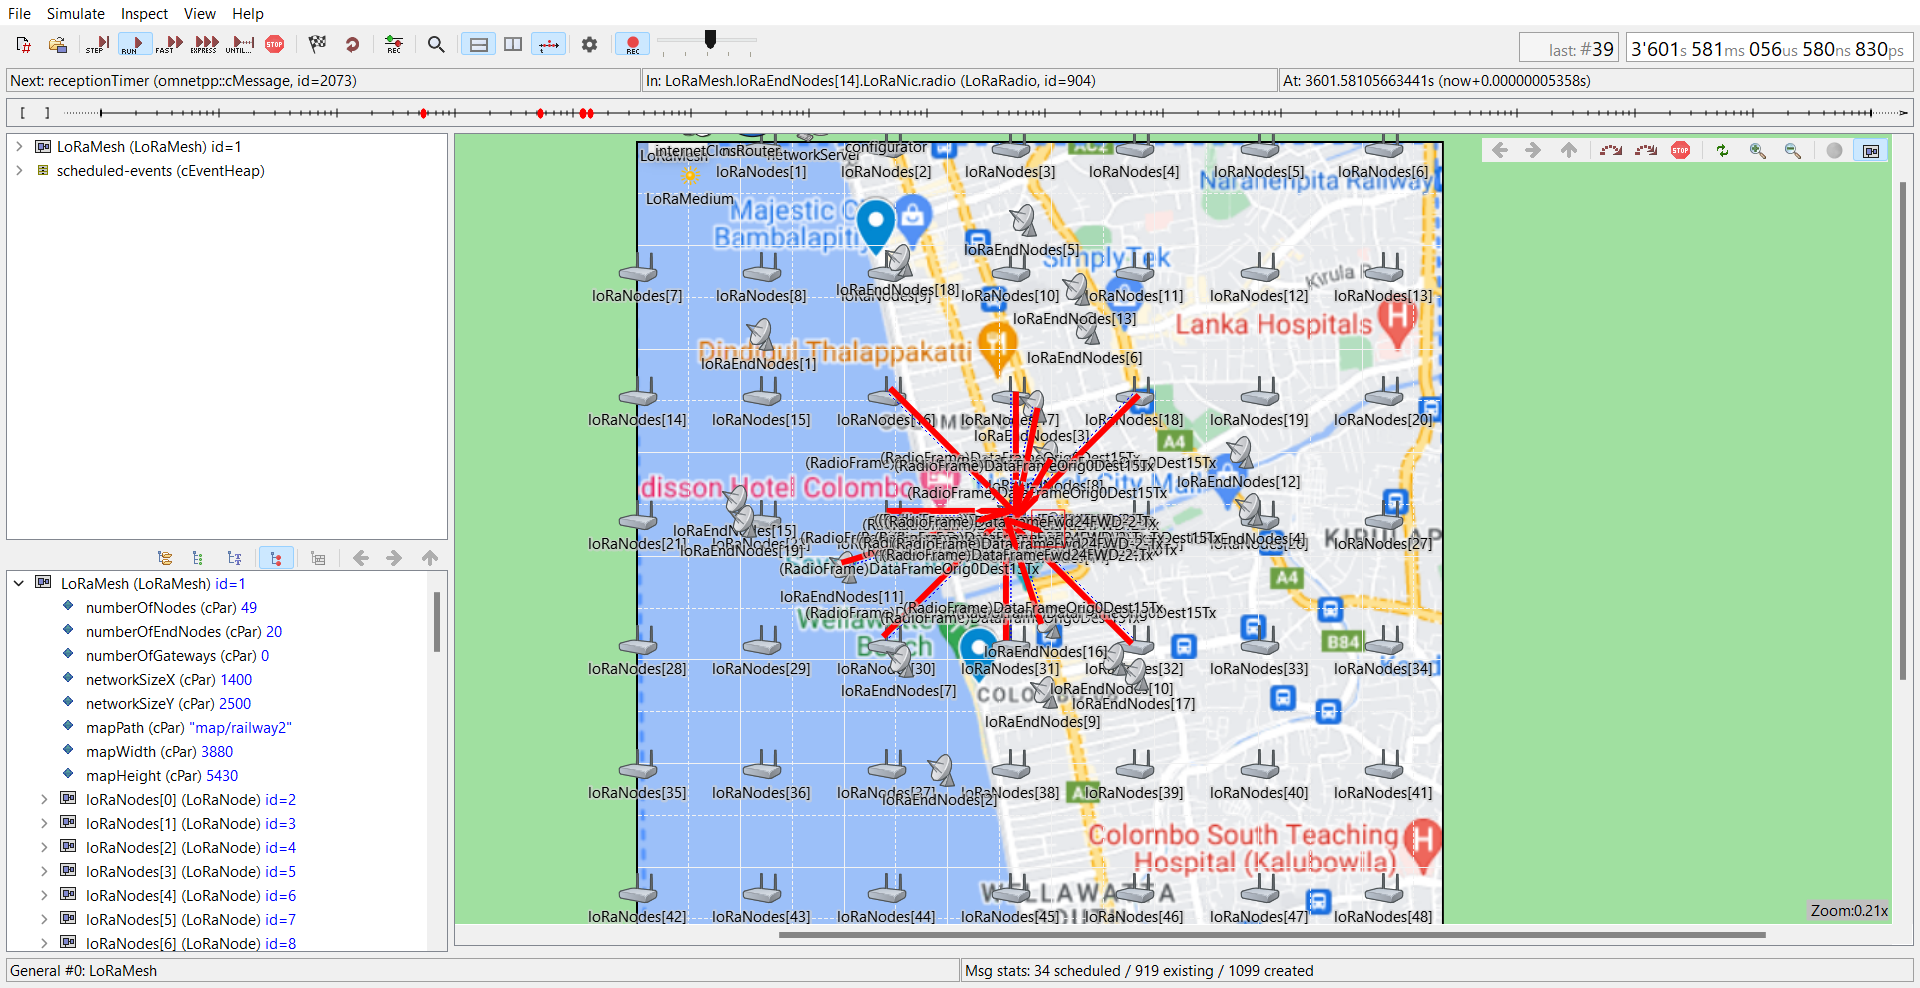 File Simulate Inspect View Help
STEP RUN FAST EXPRESS UNTIL... STOP REC REC
last: #39 3'601s 581ms 056us 580ns 830ps
Next: receptionTimer (omnetpp::cMessage, id=2073)
In: LoRaMesh.loRaEndNodes[14].LoRaNic.radio (LoRaRadio, id=904)
At: 3601.58105663441s (now+0.00000005358s)
LoRaMesh (LoRaMesh) id=1
scheduled-events (cEventHeap)
LoRaMesh (LoRaMesh) id=1
numberOfNodes (cPar) 49
numberOfEndNodes (cPar) 20
numberOfGateways (cPar) 0
networkSizeX (cPar) 1400
networkSizeY (cPar) 2500
mapPath (cPar) "map/railway2"
mapWidth (cPar) 3880
mapHeight (cPar) 5430
loRaNodes[0] (LoRaNode) id=2
loRaNodes[1] (LoRaNode) id=3
loRaNodes[2] (LoRaNode) id=4
loRaNodes[3] (LoRaNode) id=5
loRaNodes[4] (LoRaNode) id=6
loRaNodes[5] (LoRaNode) id=7
loRaNodes[6] (LoRaNode) id=8
configurator
networkServer
LoRaMesh
loRaNodes[1] loRaNodes[2] loRaNodes[3] loRaNodes[4] loRaNodes[5] loRaNodes[6]
Naranenpita Railway
LoRaMedium
Majestic
Bambalapiti
loRaEndNodes[5]
SimplyTek
Kirula
loRaEndNodes[18]
loRaNodes[7] loRaNodes[8] loRaNodes[9] loRaNodes[10] loRaNodes[11] loRaNodes[12] loRaNodes[13]
loRaEndNodes[13]
Lanka Hospitals
Dindigul Thalappakatti
loRaEndNodes[6]
loRaEndNodes[1]
loRaNodes[14] loRaNodes[15] loRaNodes[18] loRaNodes[19] loRaNodes[20]
loRaEndNodes[3]
A4
(RadioFrame)DataFrameOrig0Dest15Tx
loRaEndNodes[12]
disson Hotel Colombo
(RadioFrame)DataFrameOrig0Dest15Tx
(RadioFrame)DataFrameFwd24FWD-2-Tx
loRaEndNodes[15]
loRaEndNodes[4]
loRaNodes[27]
loRaEndNodes[19]
(RadioFrame)DataFrameFwd24FWD-2-Tx
(RadioFrame)DataFrameOrig0Dest15Tx
A4
loRaEndNodes[11]
(RadioFrame)DataFrameOrig0Dest15Tx
B84
loRaEndNodes[16]
loRaNodes[28] loRaNodes[29] loRaNodes[30] loRaNodes[31] loRaNodes[32] loRaNodes[33] loRaNodes[34]
loRaEndNodes[7] loRaEndNodes[10]
COLOMBO
loRaEndNodes[17]
loRaEndNodes[9]
loRaNodes[35] loRaNodes[36] loRaNodes[37] loRaNodes[38] loRaNodes[39] loRaNodes[40] loRaNodes[41]
loRaEndNodes[2]
Colombo South Teaching
Hospital (Kalubowila)
WELLAWATTA
loRaNodes[42] loRaNodes[43] loRaNodes[44] loRaNodes[45] loRaNodes[46] loRaNodes[47] loRaNodes[48]
Zoom:0.21x
General #0: LoRaMesh
Msg stats: 34 scheduled / 919 existing / 1099 created